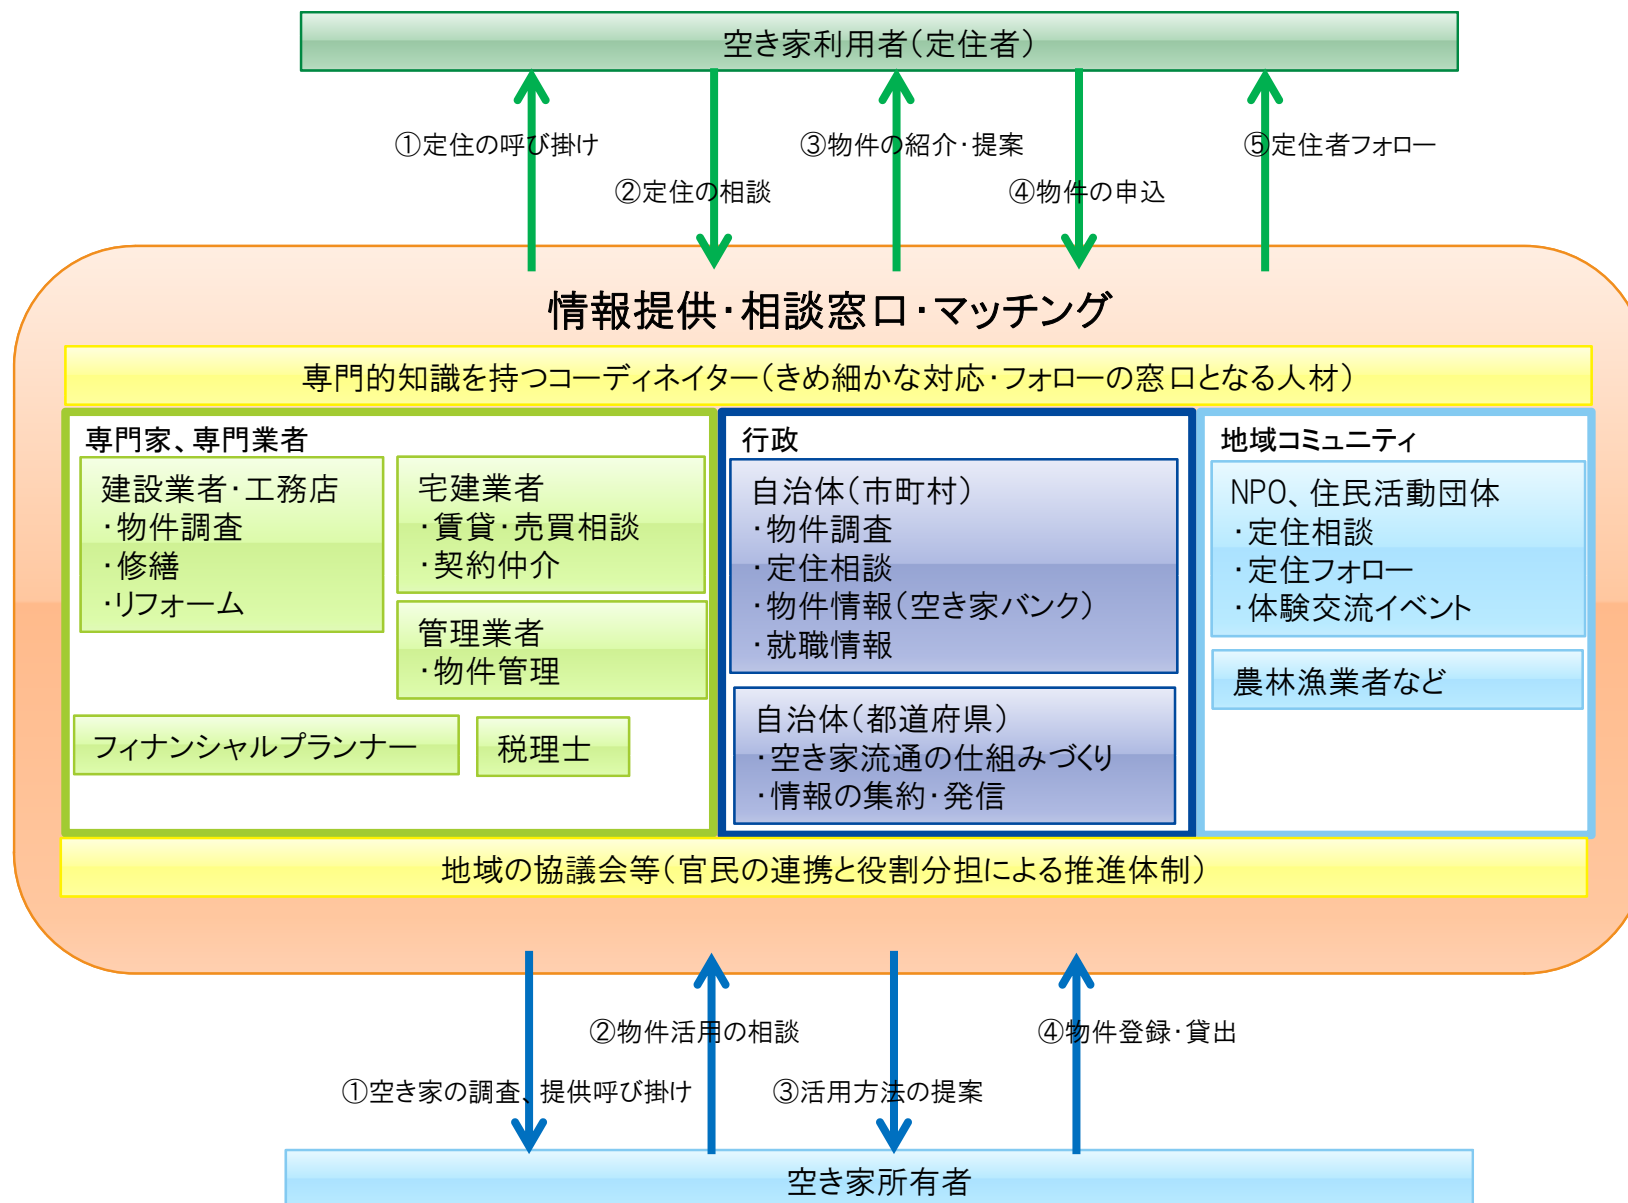 空き家利用者（定住者）
①定住の呼び掛け
③物件の紹介・提案
⑤定住者フォロー
②定住の相談
④物件の申込
情報提供・相談窓口・マッチング
専門的知識を持つコーディネイター（きめ細かな対応・フォローの窓口となる人材）
専門家、専門業者
建設業者・工務店
・物件調査
・修繕
・リフォーム
宅建業者
・賃貸・売買相談
・契約仲介
管理業者
・物件管理
フィナンシャルプランナー
税理士
行政
自治体（市町村）
・物件調査
・定住相談
・物件情報（空き家バンク）
・就職情報
自治体（都道府県）
・空き家流通の仕組みづくり
・情報の集約・発信
地域コミュニティ
NPO、住民活動団体
・定住相談
・定住フォロー
・体験交流イベント
農林漁業者など
地域の協議会等（官民の連携と役割分担による推進体制）
②物件活用の相談
④物件登録・貸出
①空き家の調査、提供呼び掛け
③活用方法の提案
空き家所有者